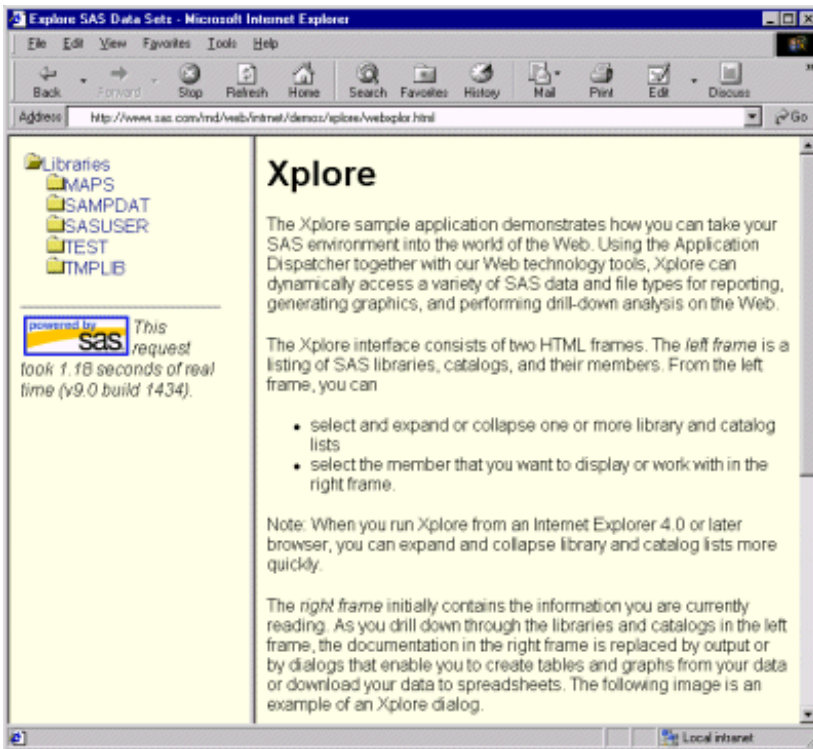 Explore SAS Data Sets - Microsoft Internet Explorer
File Edit View Favorites Tools Help
Back Forward Stop Refresh Home Search Favorites History Mail Print Edit Discuss »
Address http://www.sas.com/rnd/web/intrnet/demos/xplore/webxplor.html Go
Libraries
MAPS
SAMPDAT
SASUSER
TEST
TMPLIB
powered by
sas
This
request
took 1.18 seconds of real
time (v9.0 build 1434).
Xplore
The Xplore sample application demonstrates how you can take your
SAS environment into the world of the Web. Using the Application
Dispatcher together with our Web technology tools, Xplore can
dynamically access a variety of SAS data and file types for reporting,
generating graphics, and performing drill-down analysis on the Web.
The Xplore interface consists of two HTML frames. The left frame is a
listing of SAS libraries, catalogs, and their members. From the left
frame, you can
• select and expand or collapse one or more library and catalog
lists
• select the member that you want to display or work with in the
right frame.
Note: When you run Xplore from an Internet Explorer 4.0 or later
browser, you can expand and collapse library and catalog lists more
quickly.
The right frame initially contains the information you are currently
reading. As you drill down through the libraries and catalogs in the left
frame, the documentation in the right frame is replaced by output or
by dialogs that enable you to create tables and graphs from your data
or download your data to spreadsheets. The following image is an
example of an Xplore dialog.
Local intranet